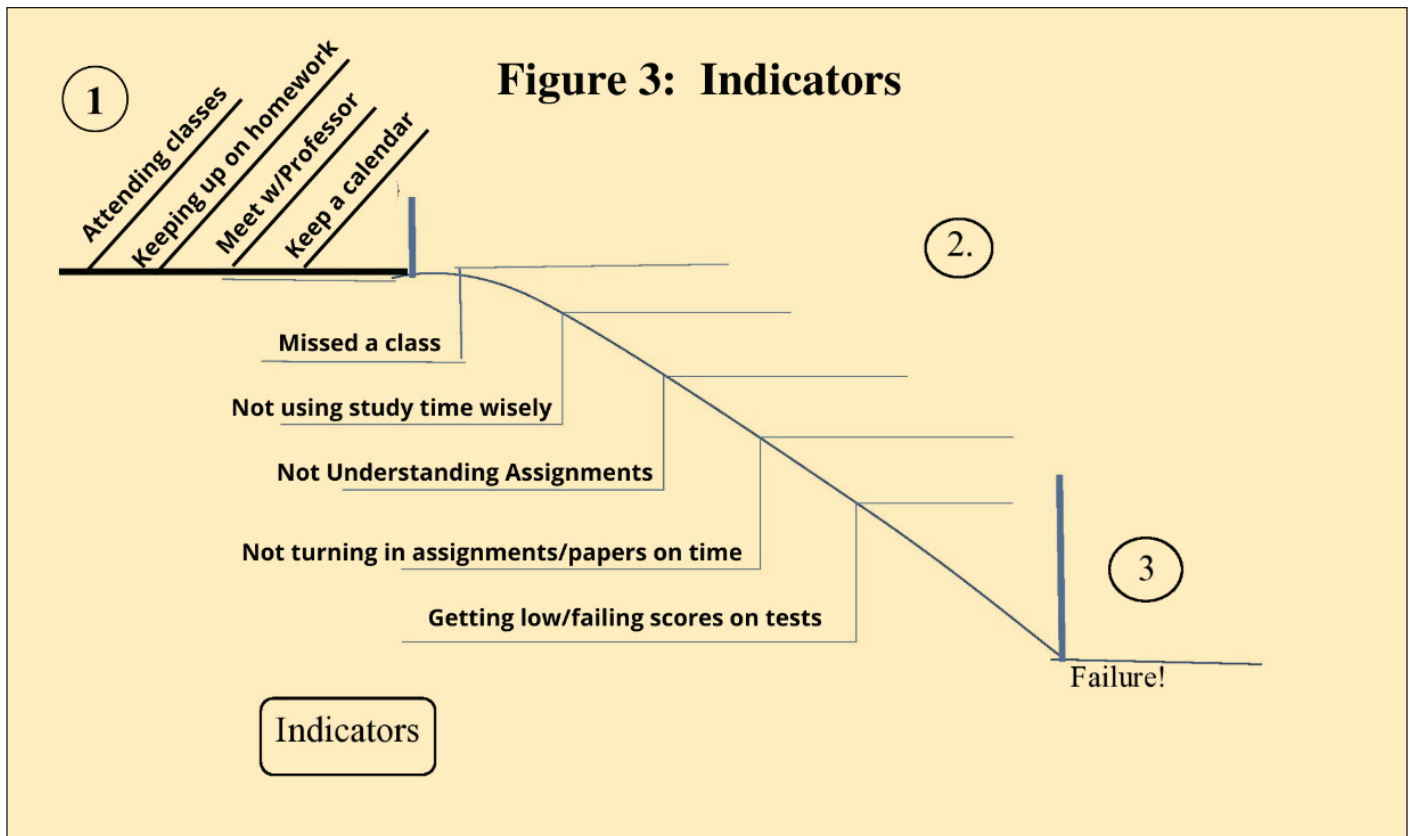 Figure 3: Indicators
1
Attending classes
Keeping up on homework
Meet w/Professor
Keep a calendar
2.
Missed a class
Not using study time wisely
Not Understanding Assignments
Not turning in assignments/papers on time
Getting low/failing scores on tests
3
Failure!
Indicators